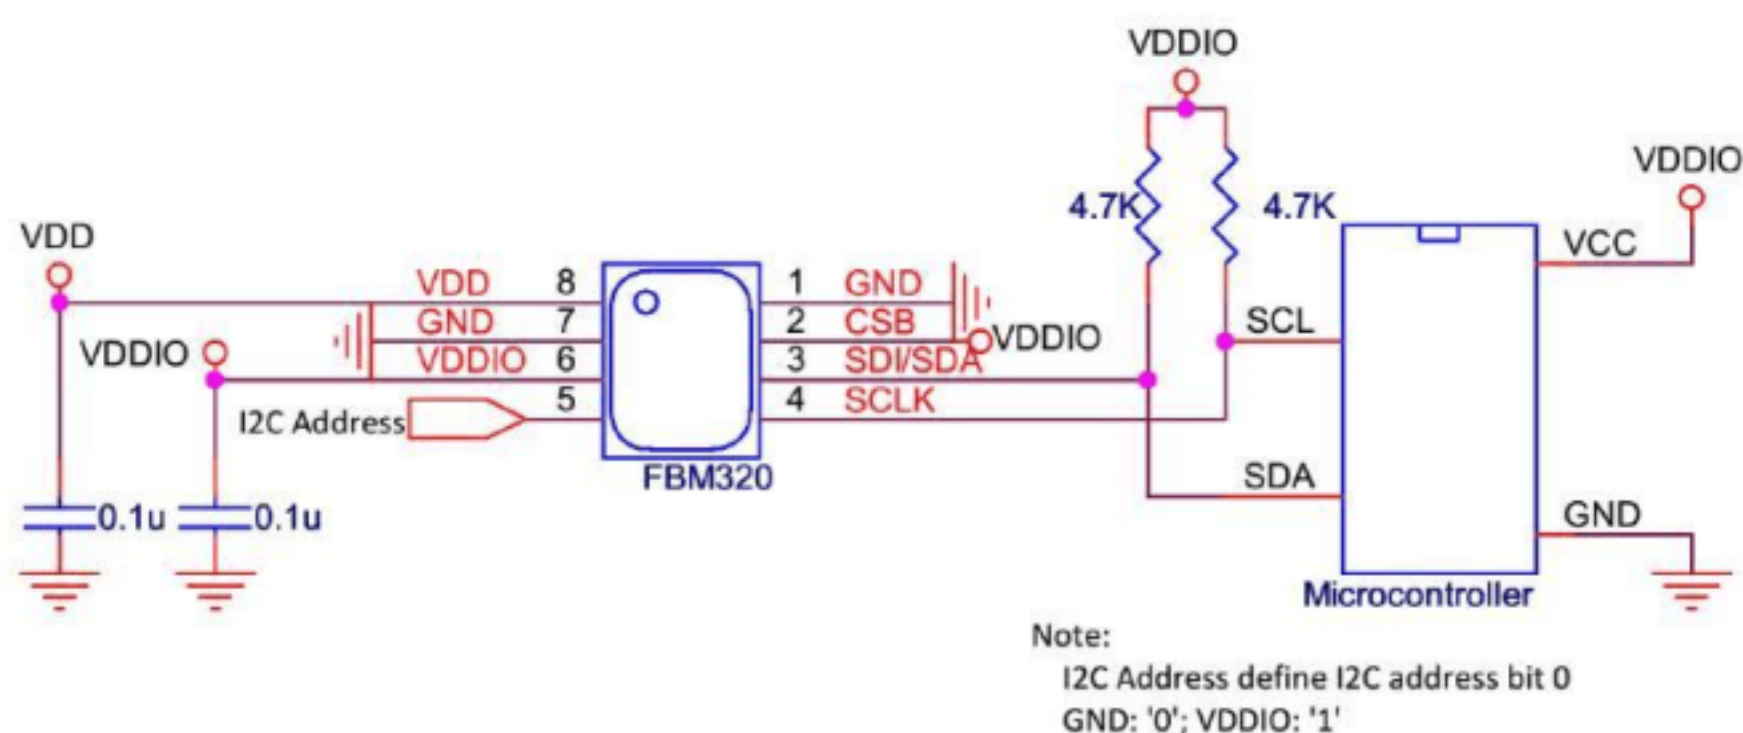 VDDIO
VDDIO
4.7K
4.7K
VDD
VCC
VDD 8
1 GND
GND 7
2 CSB
VDDIO
SCL
VDDIO
VDDIO 6
3 SDI/SDA
I2C Address
5
4 SCLK
FBM320
SDA
0.1u
0.1u
GND
Microcontroller
Note:
I2C Address define I2C address bit 0
GND: '0'; VDDIO: '1'